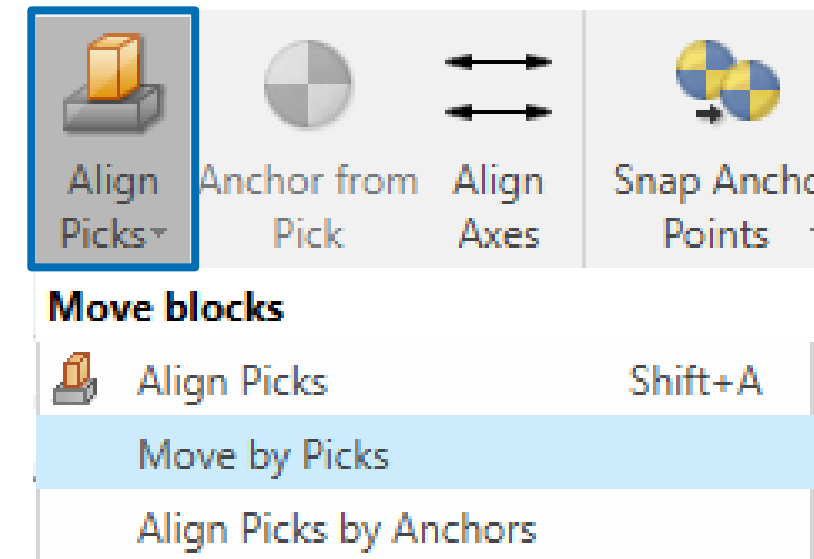 Align Picks
Anchor from Pick
Align Axes
Snap Points
Move blocks
Align Picks Shift+A
Move by Picks
Align Picks by Anchors